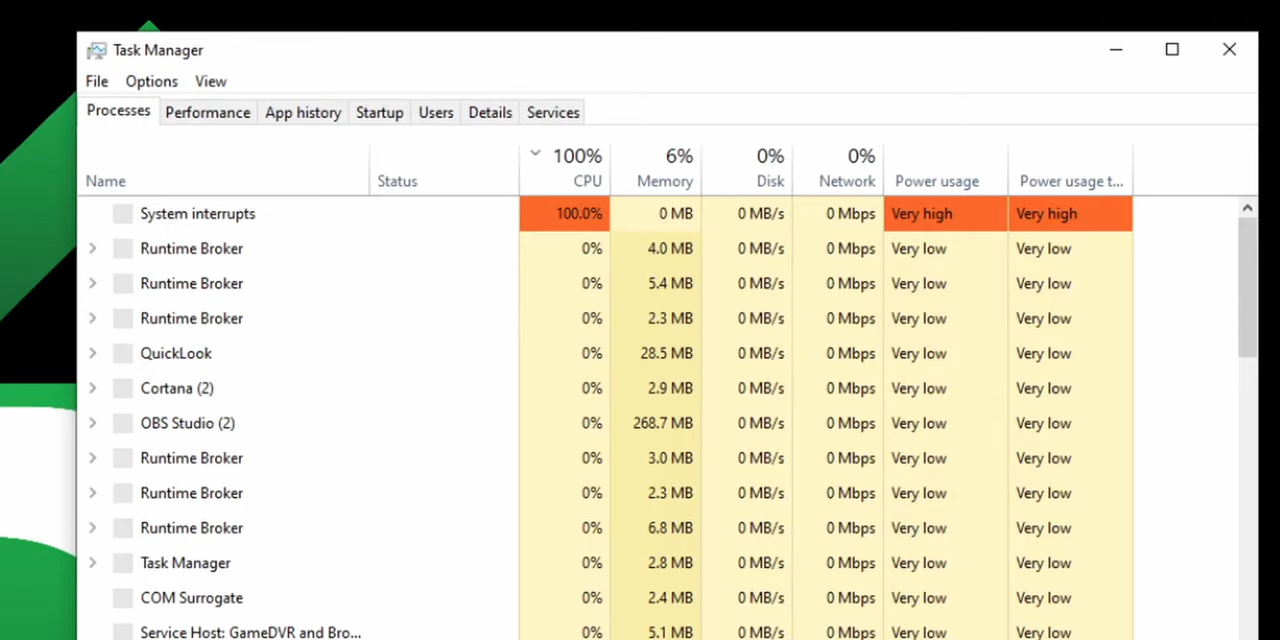 Task Manager
File Options View
Processes Performance App history Startup Users Details Services
100% 6% 0% 0%
Name Status CPU Memory Disk Network Power usage Power usage t...
System interrupts 100.0% 0 MB 0 MB/s 0 Mbps Very high Very high
Runtime Broker 0% 4.0 MB 0 MB/s 0 Mbps Very low Very low
Runtime Broker 0% 5.4 MB 0 MB/s 0 Mbps Very low Very low
Runtime Broker 0% 2.3 MB 0 MB/s 0 Mbps Very low Very low
QuickLook 0% 28.5 MB 0 MB/s 0 Mbps Very low Very low
Cortana (2) 0% 2.9 MB 0 MB/s 0 Mbps Very low Very low
OBS Studio (2) 0% 268.7 MB 0 MB/s 0 Mbps Very low Very low
Runtime Broker 0% 3.0 MB 0 MB/s 0 Mbps Very low Very low
Runtime Broker 0% 2.3 MB 0 MB/s 0 Mbps Very low Very low
Runtime Broker 0% 6.8 MB 0 MB/s 0 Mbps Very low Very low
Task Manager 0% 2.8 MB 0 MB/s 0 Mbps Very low Very low
COM Surrogate 0% 2.4 MB 0 MB/s 0 Mbps Very low Very low
Service Host: GameDVR and Bro... 0% 5.1 MB 0 MB/s 0 Mbps Very low Very low